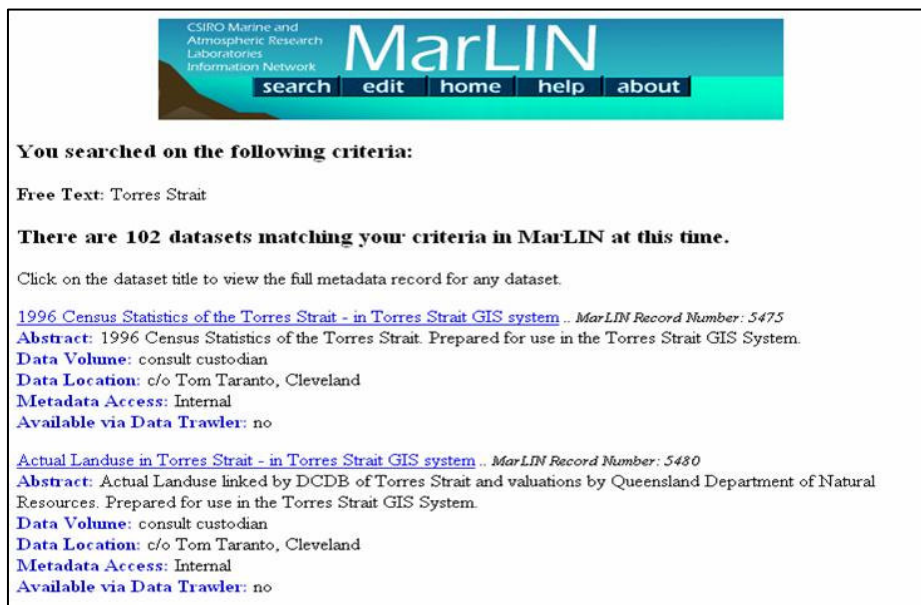 CSIRO Marine and
Atmospheric Research
Laboratories
Information Network
MarLIN
search edit home help about
You searched on the following criteria:
Free Text: Torres Strait
There are 102 datasets matching your criteria in MarLIN at this time.
Click on the dataset title to view the full metadata record for any dataset.
1996 Census Statistics of the Torres Strait - in Torres Strait GIS system .. MarLIN Record Number: 5475
Abstract: 1996 Census Statistics of the Torres Strait. Prepared for use in the Torres Strait GIS System.
Data Volume: consult custodian
Data Location: c/o Tom Taranto, Cleveland
Metadata Access: Internal
Available via Data Trawler: no
Actual Landuse in Torres Strait - in Torres Strait GIS system .. MarLIN Record Number: 5480
Abstract: Actual Landuse linked by DCDB of Torres Strait and valuations by Queensland Department of Natural
Resources. Prepared for use in the Torres Strait GIS System.
Data Volume: consult custodian
Data Location: c/o Tom Taranto, Cleveland
Metadata Access: Internal
Available via Data Trawler: no